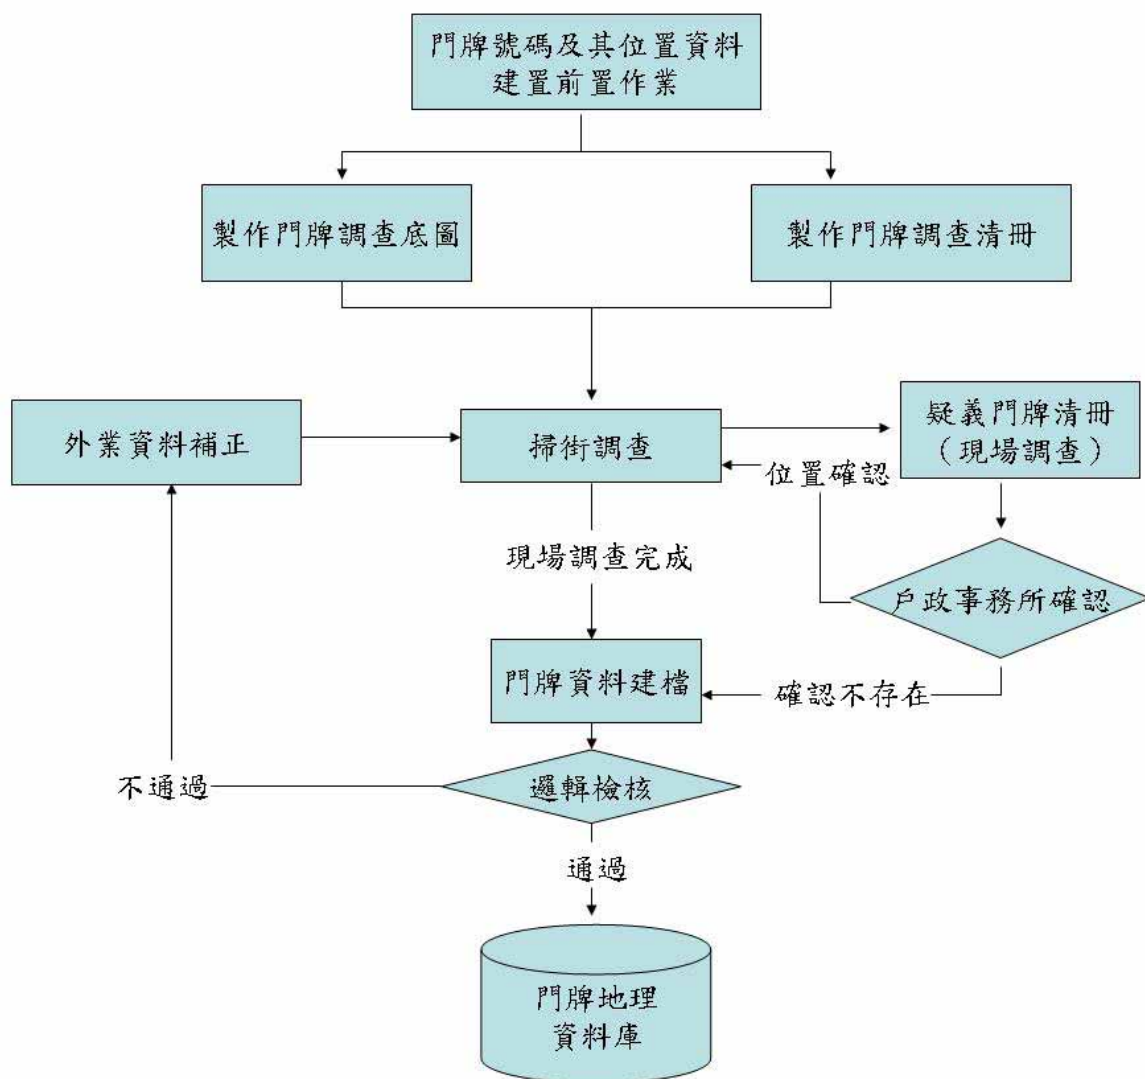 門牌號碼及其位置資料
建置前置作業
製作門牌調查底圖
製作門牌調查清冊
外業資料補正
掃街調查
疑義門牌清冊
（現場調查）
位置確認
現場調查完成
戶政事務所確認
門牌資料建檔
確認不存在
不通過
邏輯檢核
通過
門牌地理
資料庫